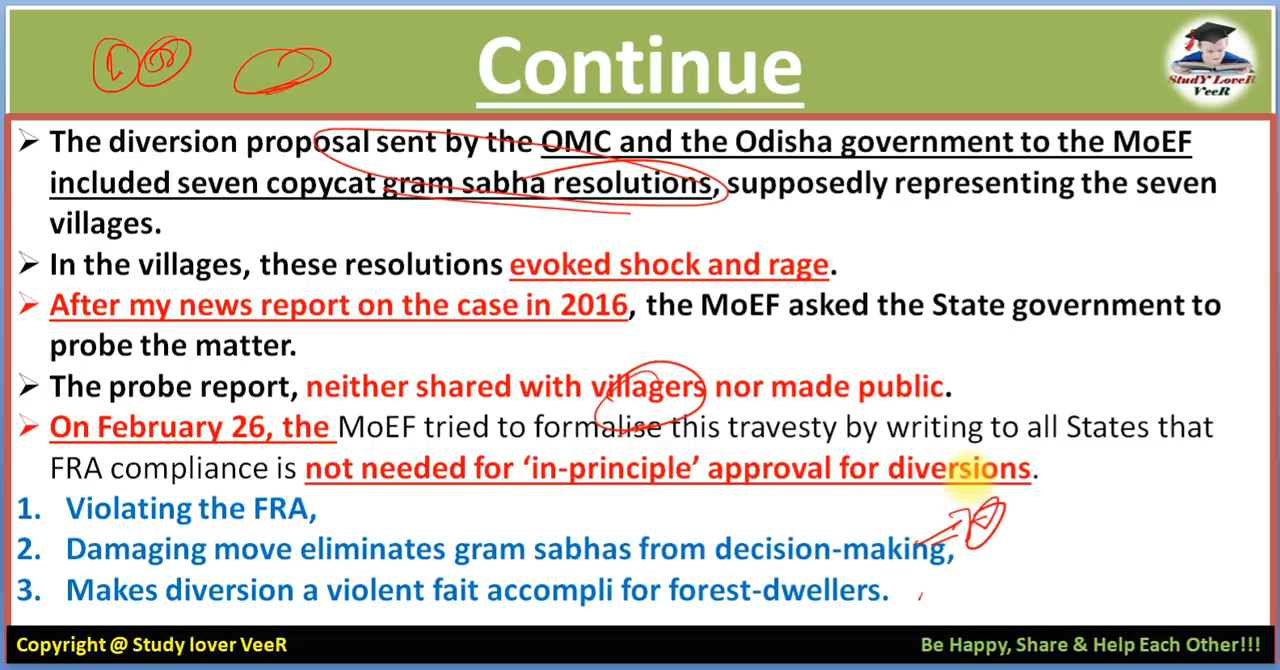 Continue
StudY LoveR
VeeR
➤ The diversion proposal sent by the OMC and the Odisha government to the MoEF
included seven copycat gram sabha resolutions, supposedly representing the seven
villages.
➤ In the villages, these resolutions evoked shock and rage.
➤ After my news report on the case in 2016, the MoEF asked the State government to
probe the matter.
➤ The probe report, neither shared with villagers nor made public.
➤ On February 26, the MoEF tried to formalise this travesty by writing to all States that
FRA compliance is not needed for ‘in-principle’ approval for diversions.
1. Violating the FRA,
2. Damaging move eliminates gram sabhas from decision-making,
3. Makes diversion a violent fait accompli for forest-dwellers.
Copyright @ Study lover VeeR
Be Happy, Share & Help Each Other!!!